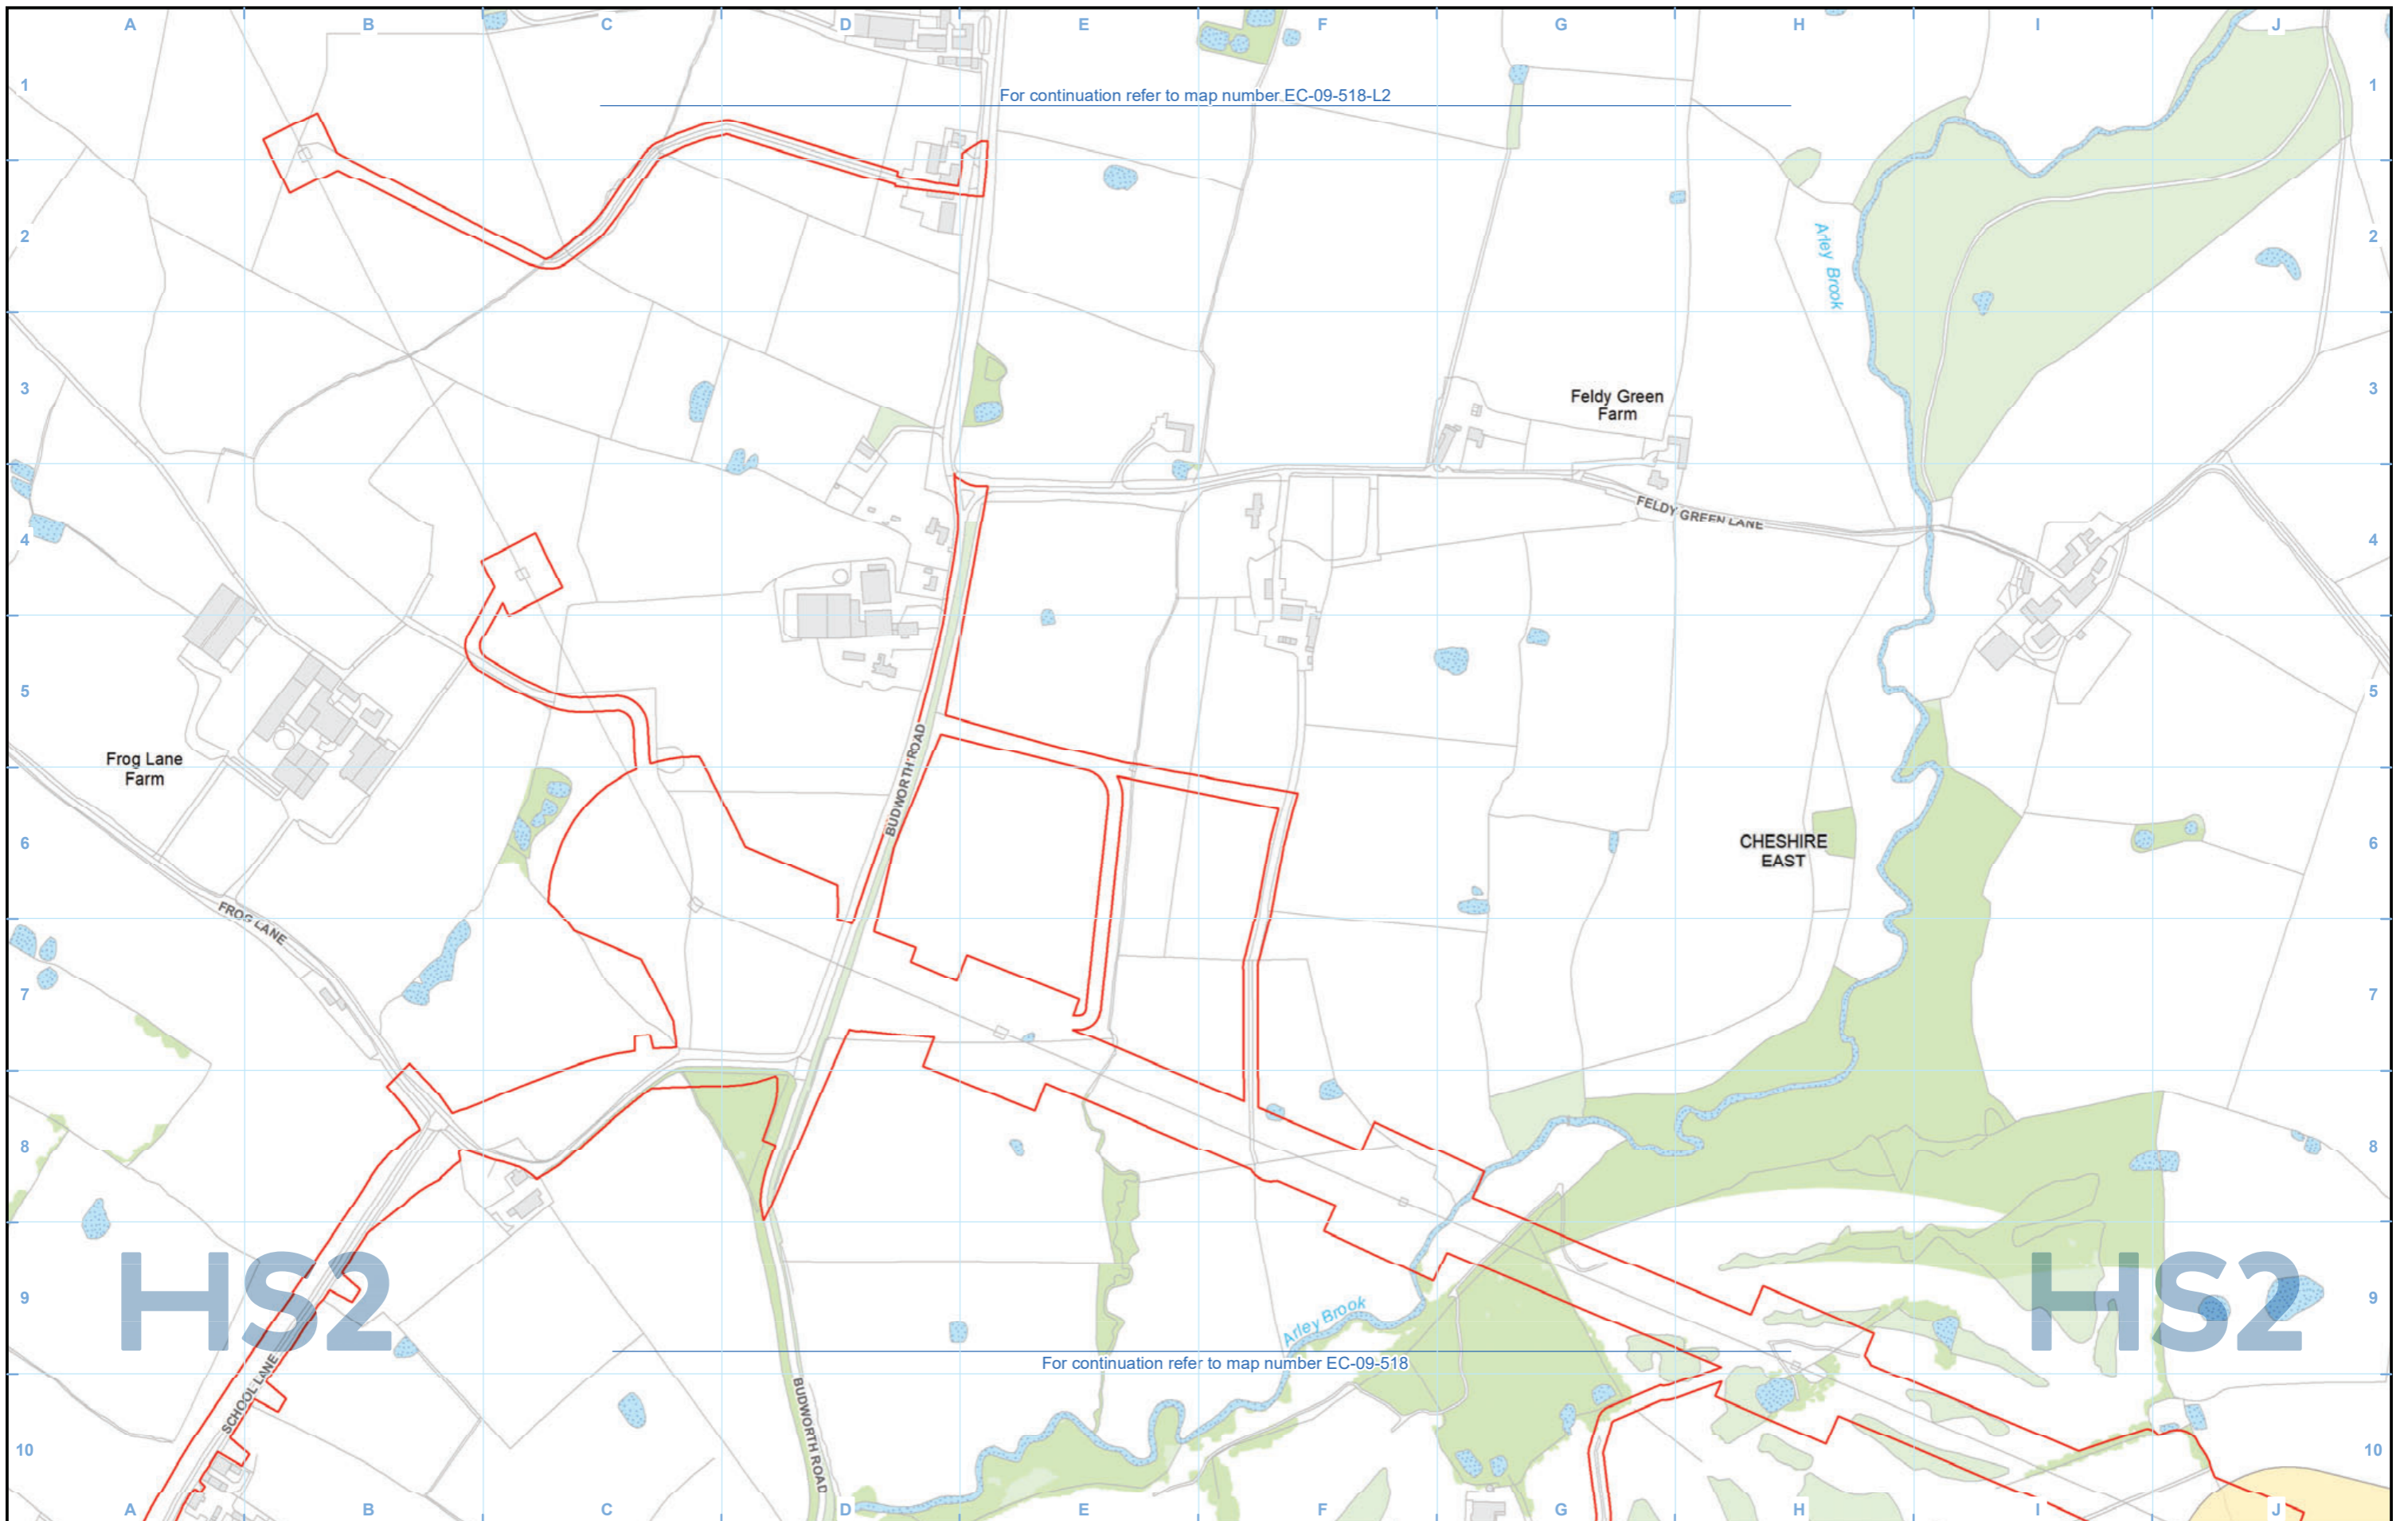 A B C D E F G H I J
1 1
For continuation refer to map number EC-09-518-L2
2 2
Arley Brook
3 3
Feldy Green
Farm
4 4
FELDY GREEN LANE
5 5
Frog Lane
Farm
BUDWORTH ROAD
6 6
CHESHIRE
EAST
FROG LANE
7 7
8 8
HS2 HS2
9 9
Arley Brook
For continuation refer to map number EC-09-518
SCHOOL LANE
BUDWORTH ROAD
10 10
A B C D E F G H I J